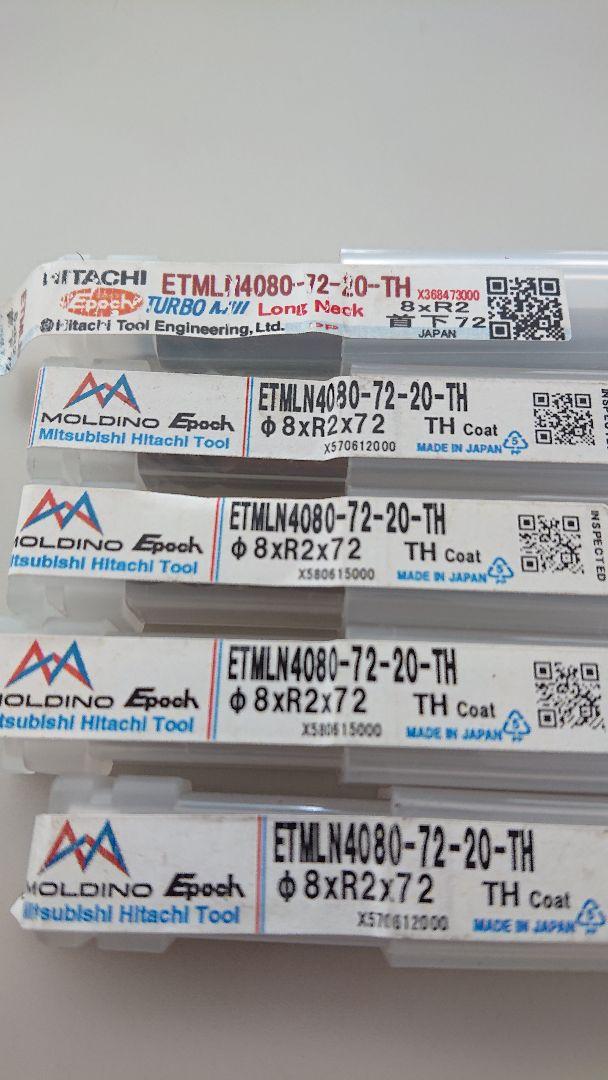 HITACHI ETMLN4080-72-20-TH X368473000
Epoch TURBO Mill Long Neck 8xR2
Hitachi Tool Engineering, Ltd. 首下72
JAPAN
MOLDINO Epoch
Mitsubishi Hitachi Tool
ETMLN4080-72-20-TH
φ8xR2x72 TH Coat
X570612000 MADE IN JAPAN
MOLDINO Epoch
Mitsubishi Hitachi Tool
ETMLN4080-72-20-TH
φ8xR2x72 TH Coat
X580615000 MADE IN JAPAN
INSPECTED
MOLDINO Epoch
tsubishi Hitachi Tool
ETMLN4080-72-20-TH
φ8xR2x72 TH Coat
X580615000 MADE IN JAPAN
MOLDINO Epoch
itsubishi Hitachi Tool
ETMLN4080-72-20-TH
φ8xR2x72 TH Coat
X570612000 MADE IN JAPAN